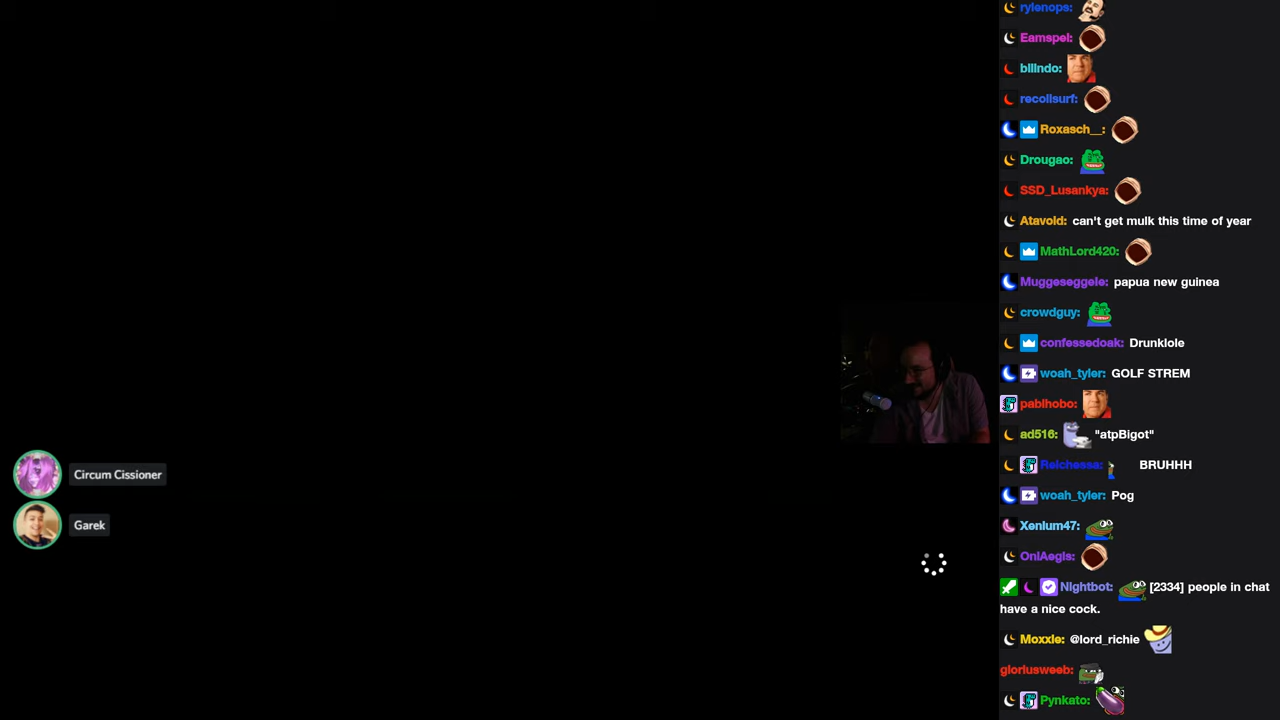 rylenops:
Eamspel:
bilindo:
recoilsurf:
Roxasch__:
Drougao:
SSD_Lusankya:
Atavold: can't get mulk this time of year
MathLord420:
Muggeseggele: papua new guinea
crowdguy:
confessedoak: Drunklole
woah_tyler: GOLF STREM
pablhobo:
ad516: "atpBigot"
Reichessa: BRUHHH
woah_tyler: Pog
Circum Cissioner
Xenium47:
Garek
OniAegis:
Nightbot: [2334] people in chat
have a nice cock.
Moxxle: @lord_richie
gloriusweeb:
Pynkato: